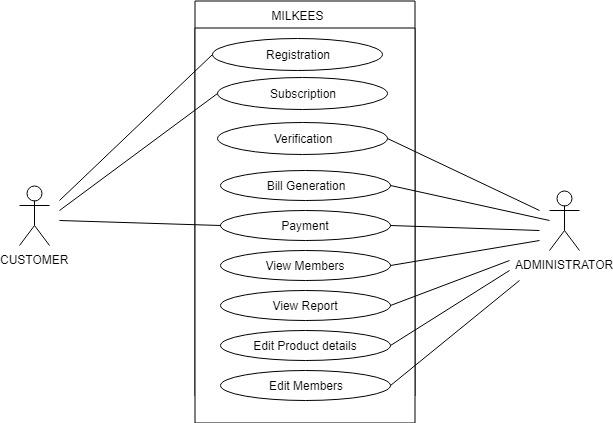 MILKEES
Registration
Subscription
Verification
Bill Generation
Payment
CUSTOMER
View Members
ADMINISTRATOR
View Report
Edit Product details
Edit Members